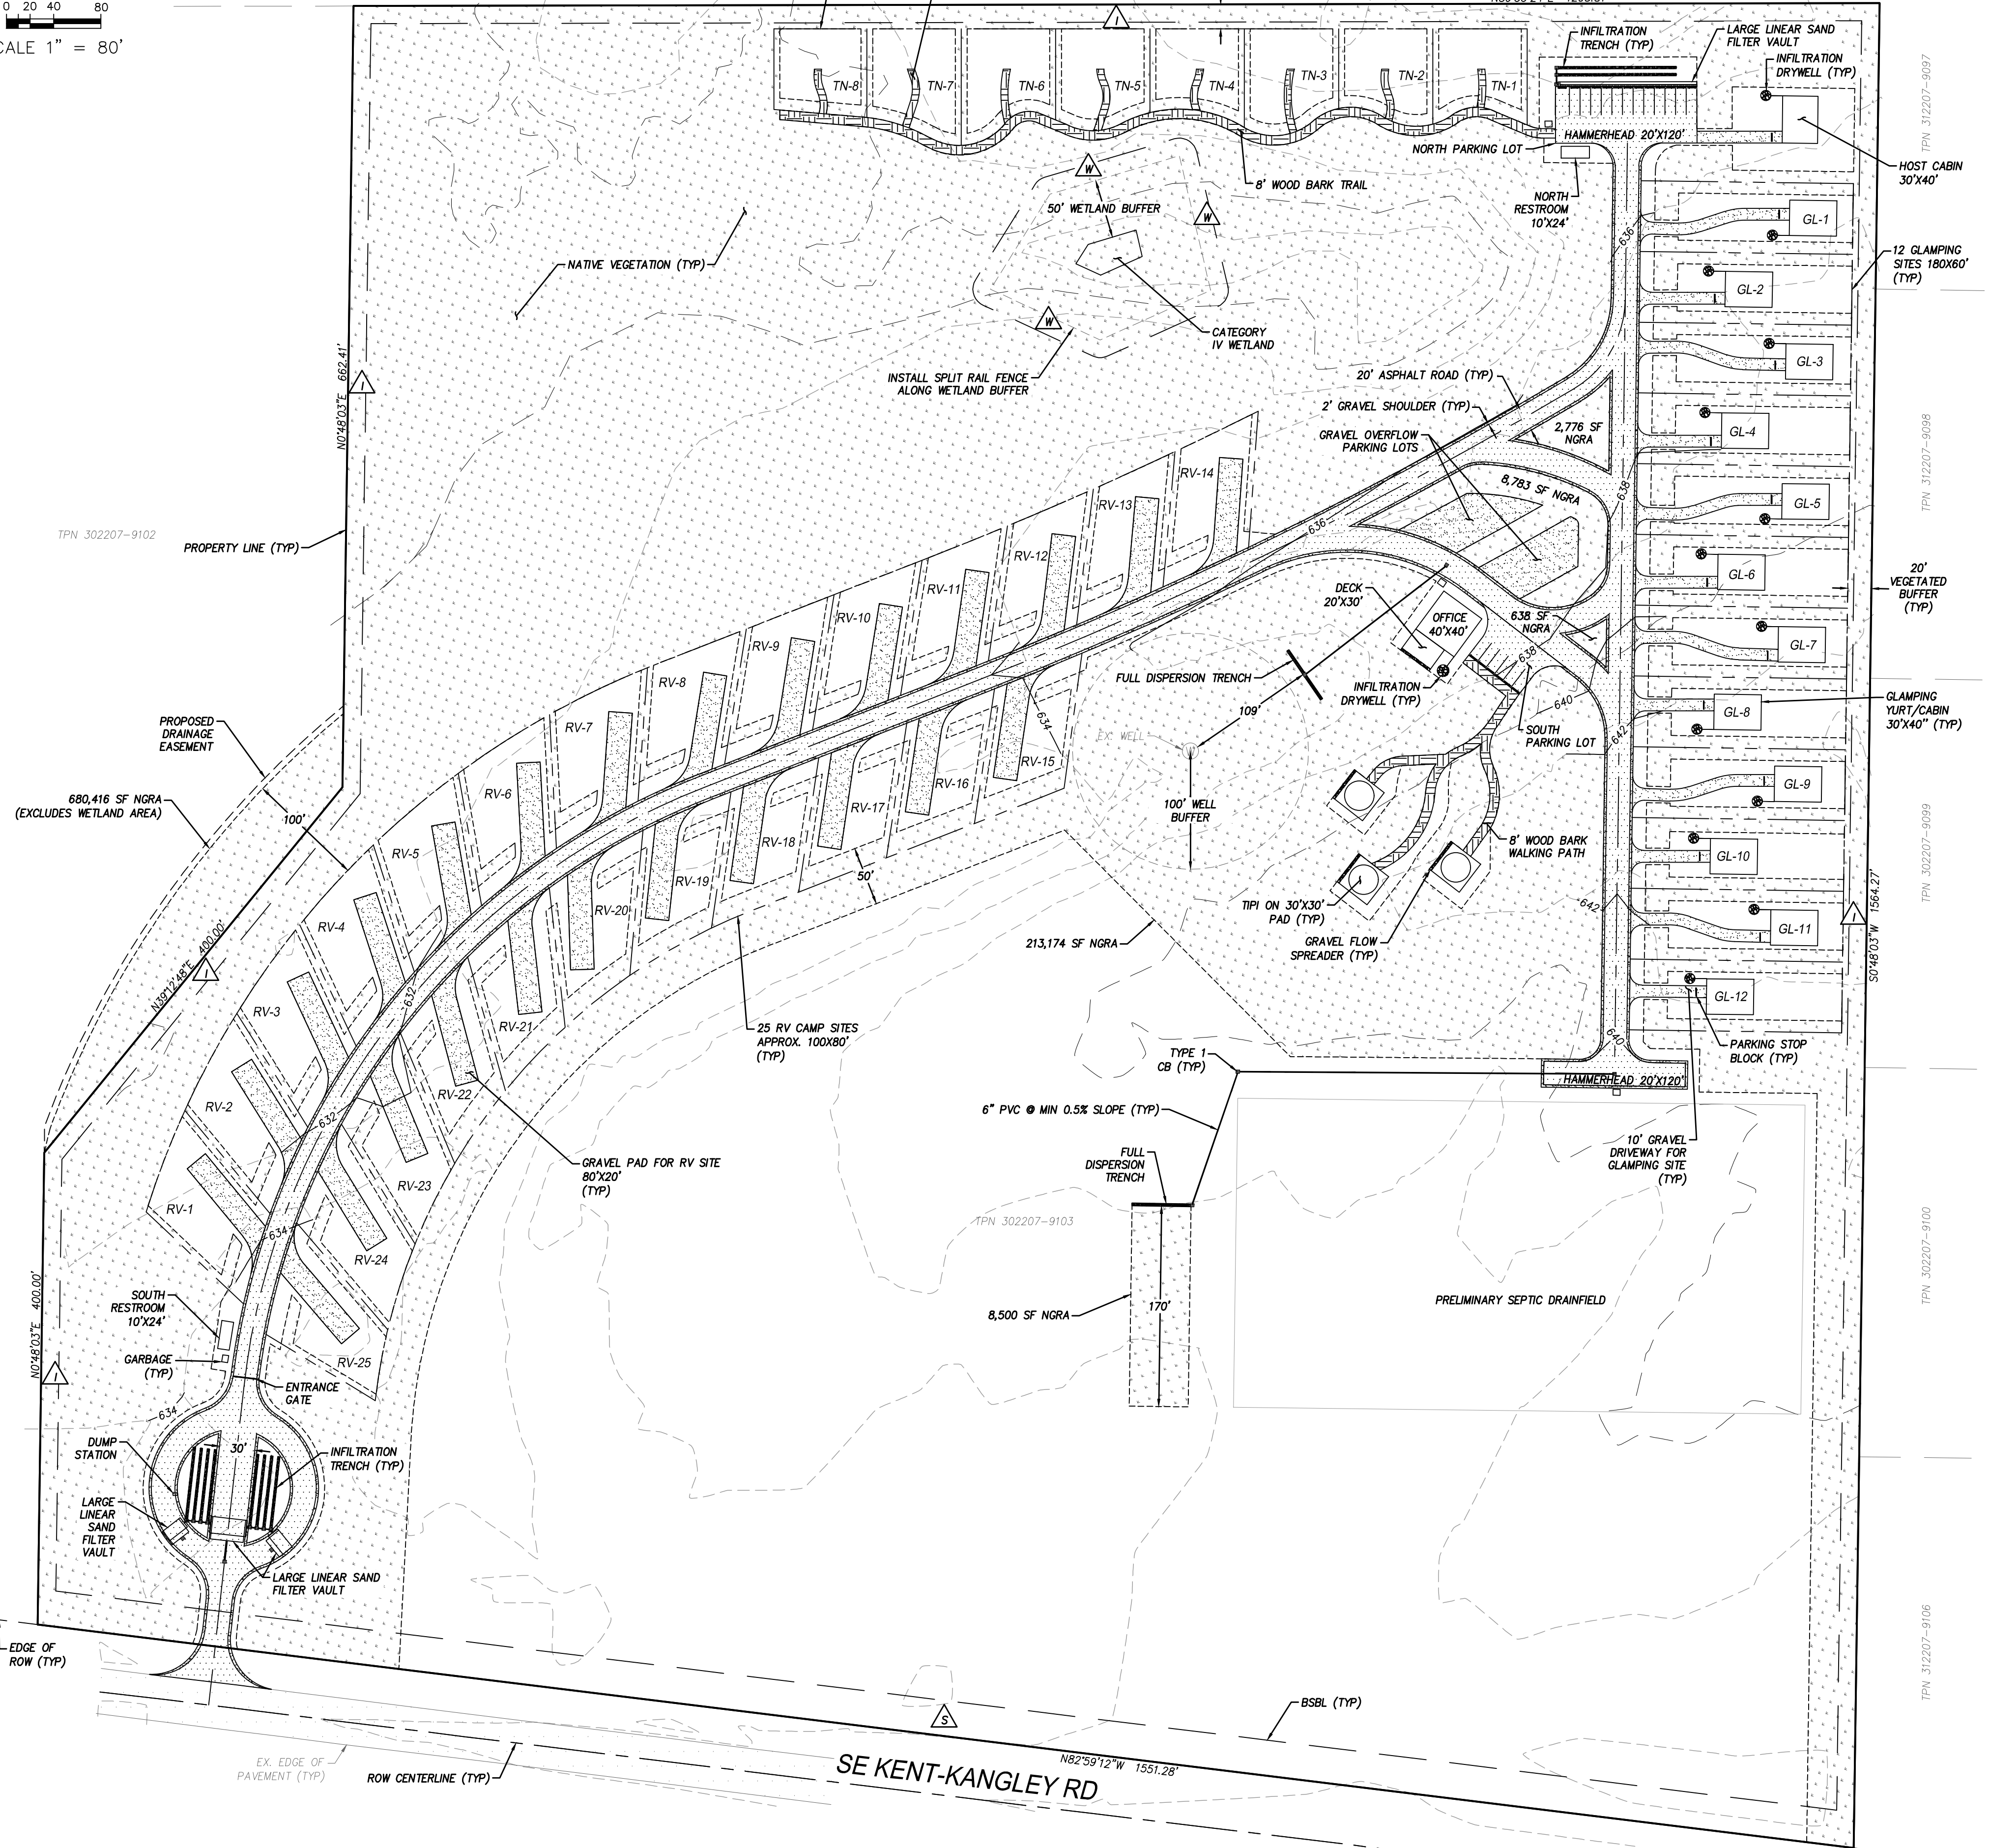 0 20 40 80
SCALE 1" = 80'
I
INFILTRATION
TRENCH (TYP)
LARGE LINEAR SAND
FILTER VAULT
INFILTRATION
DRYWELL (TYP)
TPN 312207-9097
TN-8
TN-7
TN-6
TN-5
TN-4
TN-3
TN-2
TN-1
HAMMERHEAD 20'X120'
NORTH PARKING LOT
HOST CABIN
30'X40'
W
8' WOOD BARK TRAIL
NORTH
RESTROOM
10'X24'
50' WETLAND BUFFER
W
GL-1
636
NATIVE VEGETATION (TYP)
12 GLAMPING
SITES 180X60'
(TYP)
GL-2
W
CATEGORY
IV WETLAND
GL-3
N0°48'03"E 662.41'
I
INSTALL SPLIT RAIL FENCE
ALONG WETLAND BUFFER
20' ASPHALT ROAD (TYP)
2' GRAVEL SHOULDER (TYP)
GRAVEL OVERFLOW
PARKING LOTS
2,776 SF
NGRA
GL-4
TPN 312207-9098
RV-14
8,783 SF NGRA
638
RV-13
GL-5
636
TPN 302207-9102
PROPERTY LINE (TYP)
RV-12
GL-6
RV-11
DECK
20'X30'
20'
VEGETATED
BUFFER
(TYP)
RV-10
OFFICE
40'X40'
638 SF
NGRA
RV-9
GL-7
638
RV-8
FULL DISPERSION TRENCH
INFILTRATION
DRYWELL (TYP)
GLAMPING
YURT/CABIN
30'X40" (TYP)
RV-7
634
109'
640
GL-8
PROPOSED
DRAINAGE
EASEMENT
EX. WELL
SOUTH
PARKING LOT
642
RV-15
RV-6
RV-16
GL-9
680,416 SF NGRA
(EXCLUDES WETLAND AREA)
100'
RV-17
100' WELL
BUFFER
RV-5
RV-18
8' WOOD BARK
WALKING PATH
GL-10
TPN 302207-9099
RV-19
50'
RV-4
RV-20
TIPI ON 30'X30'
PAD (TYP)
642
S0°48'03"W 1564.27'
I
GL-11
213,174 SF NGRA
GRAVEL FLOW
SPREADER (TYP)
N39°12'48"E 400.00'
I
RV-3
632
RV-21
GL-12
25 RV CAMP SITES
APPROX. 100X80'
(TYP)
640
PARKING STOP
BLOCK (TYP)
TYPE 1
CB (TYP)
HAMMERHEAD 20'X120'
RV-2
RV-22
632
6" PVC @ MIN 0.5% SLOPE (TYP)
10' GRAVEL
DRIVEWAY FOR
GLAMPING SITE
(TYP)
FULL
DISPERSION
TRENCH
GRAVEL PAD FOR RV SITE
80'X20'
(TYP)
RV-23
RV-1
TPN 302207-9103
TPN 302207-9100
634
RV-24
SOUTH
RESTROOM
10'X24'
170'
PRELIMINARY SEPTIC DRAINFIELD
8,500 SF NGRA
N0°48'03"E 400.00'
I
GARBAGE
(TYP)
RV-25
ENTRANCE
GATE
634
DUMP
STATION
30'
INFILTRATION
TRENCH (TYP)
LARGE
LINEAR
SAND
FILTER
VAULT
LARGE LINEAR SAND
FILTER VAULT
TPN 312207-9106
EDGE OF
ROW (TYP)
BSBL (TYP)
S
EX. EDGE OF
PAVEMENT (TYP)
ROW CENTERLINE (TYP)
SE KENT-KANGLEY RD
N82°59'12"W 1551.28'